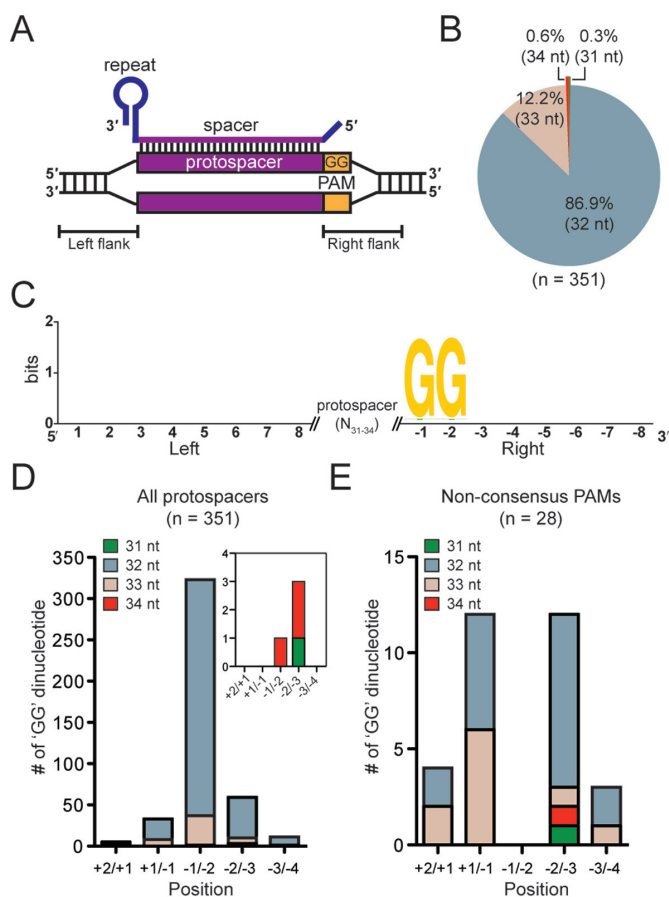 A
repeat
3′
spacer
5′
protospacer
GG
PAM
5′
3′
3′
5′
Left flank
Right flank
B
0.6%
(34 nt)
0.3%
(31 nt)
12.2%
(33 nt)
86.9%
(32 nt)
(n = 351)
C
2
1
0
bits
GG
protospacer
(N31-34)
5′ 1 2 3 4 5 6 7 8 // // -1 -2 -3 -4 -5 -6 -7 -8 3′
Left
Right
D
All protospacers
(n = 351)
31 nt
32 nt
33 nt
34 nt
350
300
250
200
150
100
50
0
# of 'GG' dinucleotide
4
3
2
1
0
+2/+1 +1/-1 -1/-2 -2/-3 -3/-4
+2/+1 +1/-1 -1/-2 -2/-3 -3/-4
Position
E
Non-consensus PAMs
(n = 28)
31 nt
32 nt
33 nt
34 nt
15
10
5
0
# of 'GG' dinucleotide
+2/+1 +1/-1 -1/-2 -2/-3 -3/-4
Position